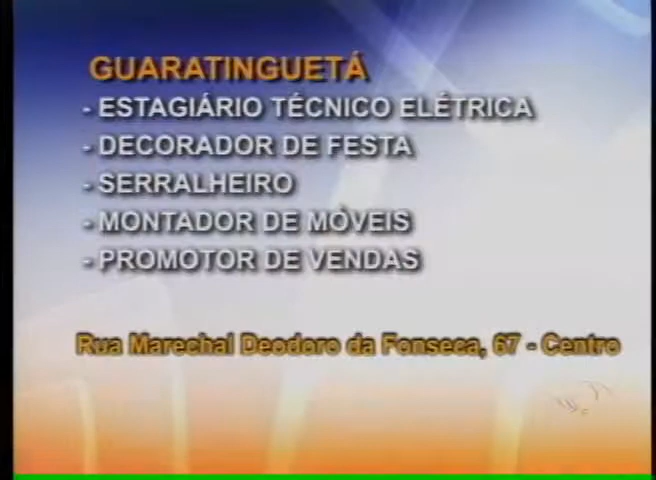 GUARATINGUETÁ
- ESTAGIÁRIO TÉCNICO ELÉTRICA
- DECORADOR DE FESTA
- SERRALHEIRO
- MONTADOR DE MÓVEIS
- PROMOTOR DE VENDAS
Rua Marechal Deodoro da Fonseca, 67 - Centro